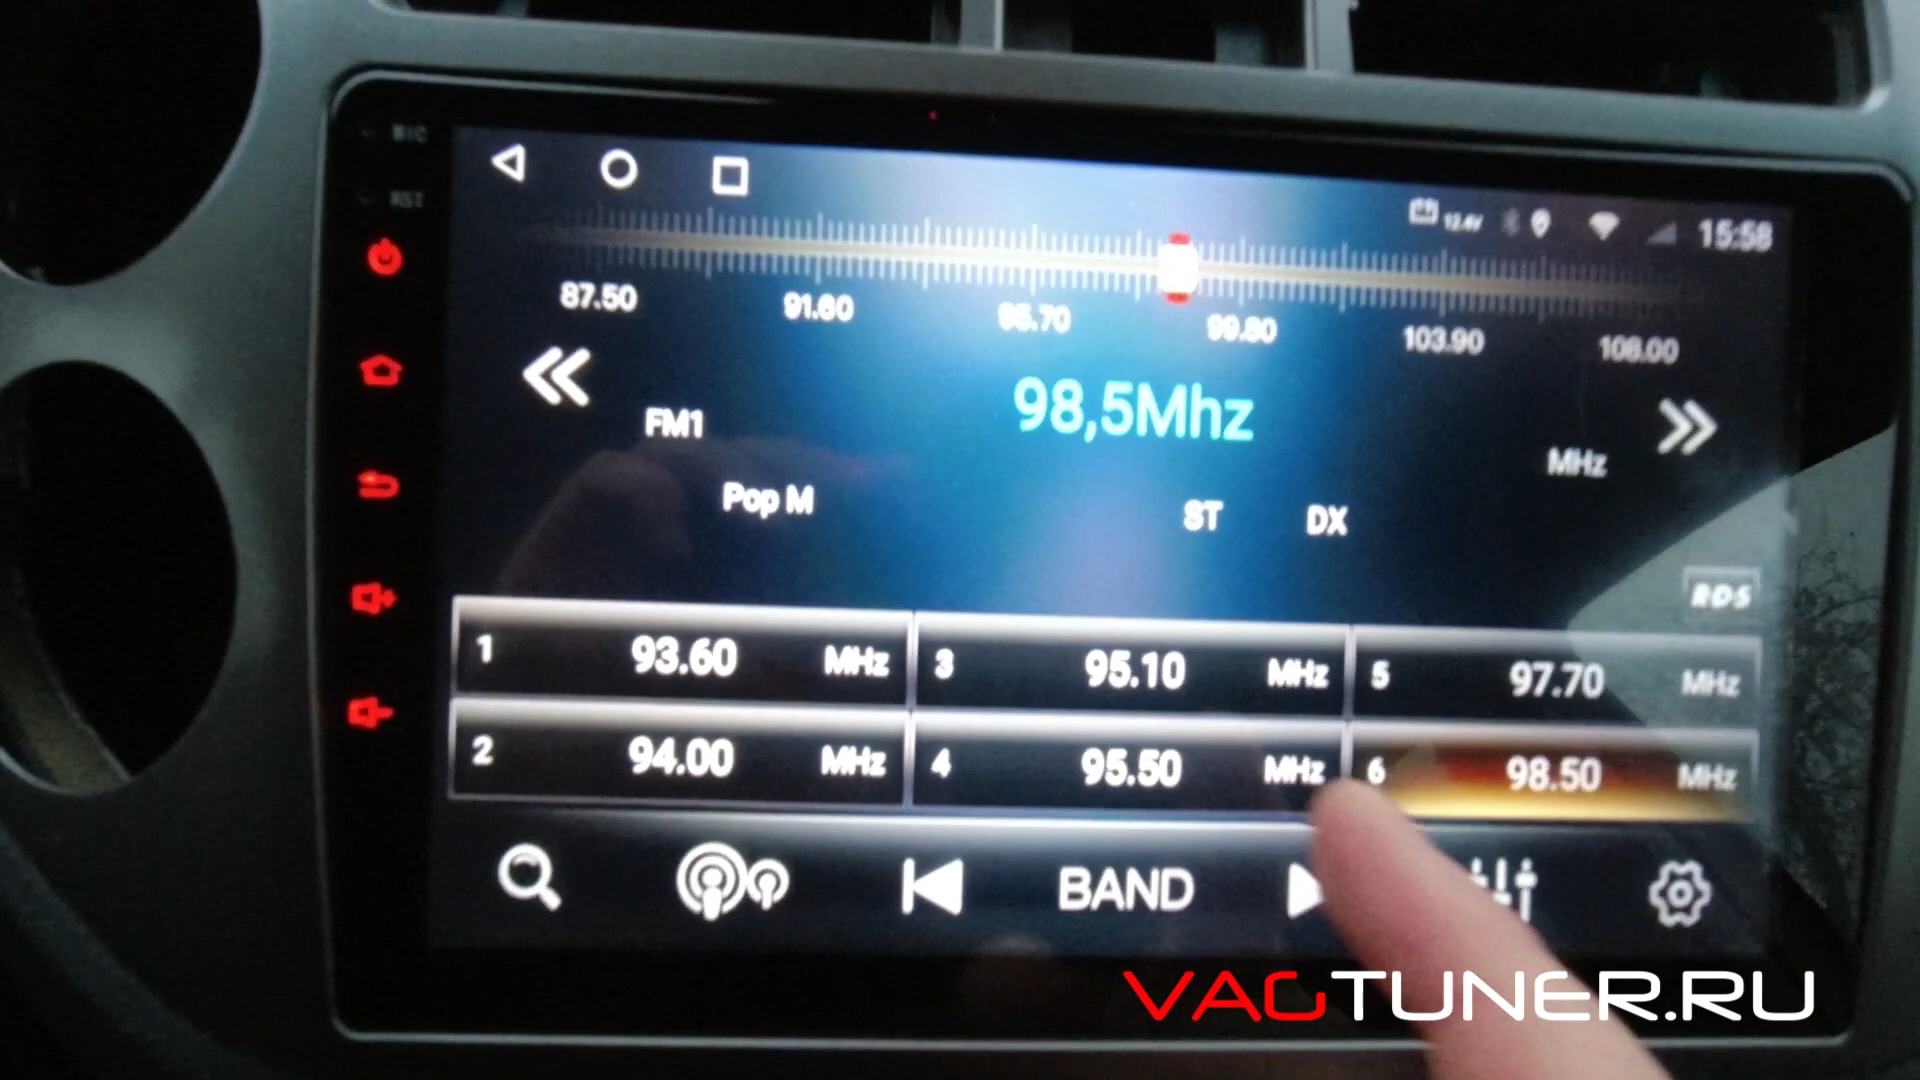 MIC
RST
12.4V
15:58
87.50 91.60 95.70 99.80 103.90 108.00
98,5Mhz
FM1
MHz
Pop M
ST DX
RDS
1 93.60 MHz 3 95.10 MHz 5 97.70 MHz
2 94.00 MHz 4 95.50 MHz 6 98.50 MHz
BAND
VAGTUNER.RU